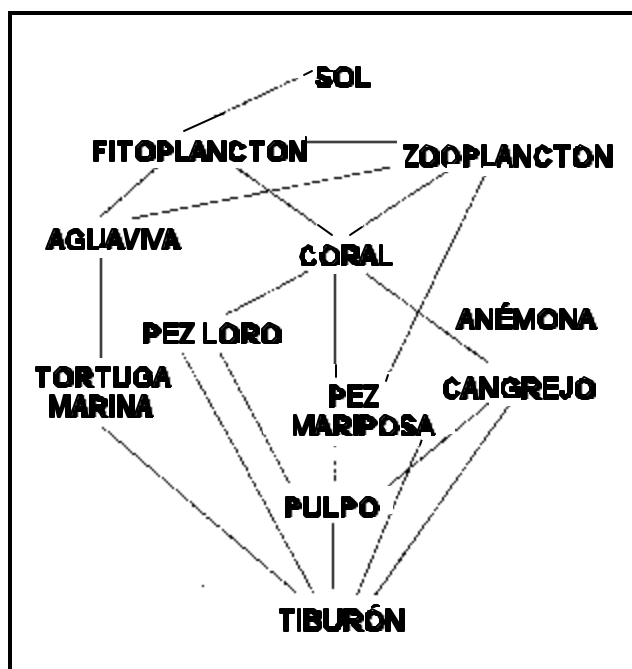 SOL
FITOPLANCTON
ZOOPLANCTON
AGUAVIVA
CORAL
ANÉMONA
PEZ LORO
TORTUGA
MARINA
PEZ
MARIPOSA
CANGREJO
PULPO
TIBURÓN